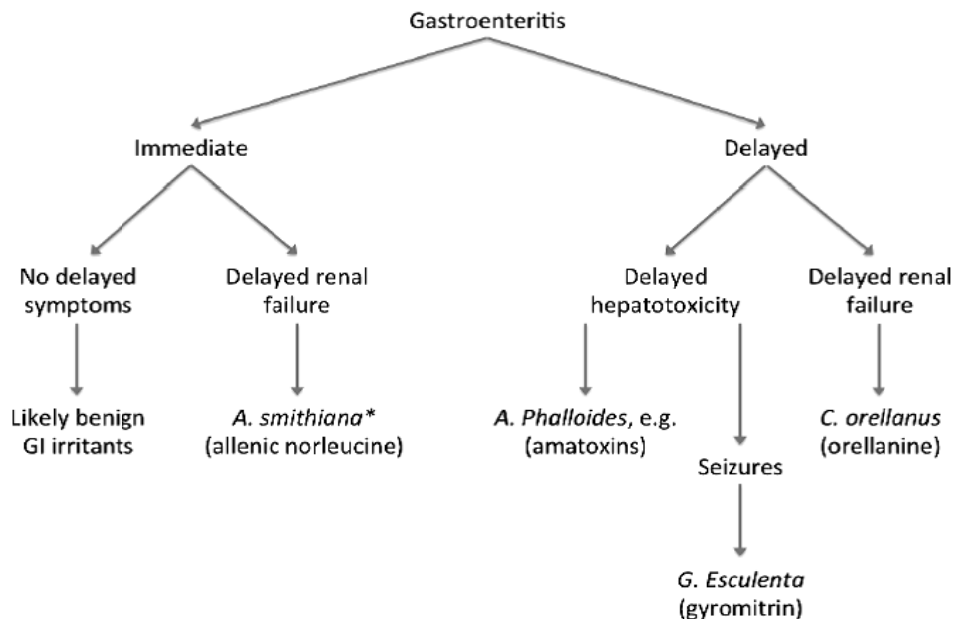 Gastroenteritis
Immediate
Delayed
No delayed
symptoms
Delayed renal
failure
Delayed
hepatotoxicity
Delayed renal
failure
Likely benign
GI irritants
A. smithiana*
(allenic norleucine)
A. Phalloides, e.g.
(amatoxins)
C. orellanus
(orellanine)
Seizures
G. Esculenta
(gyromitrin)